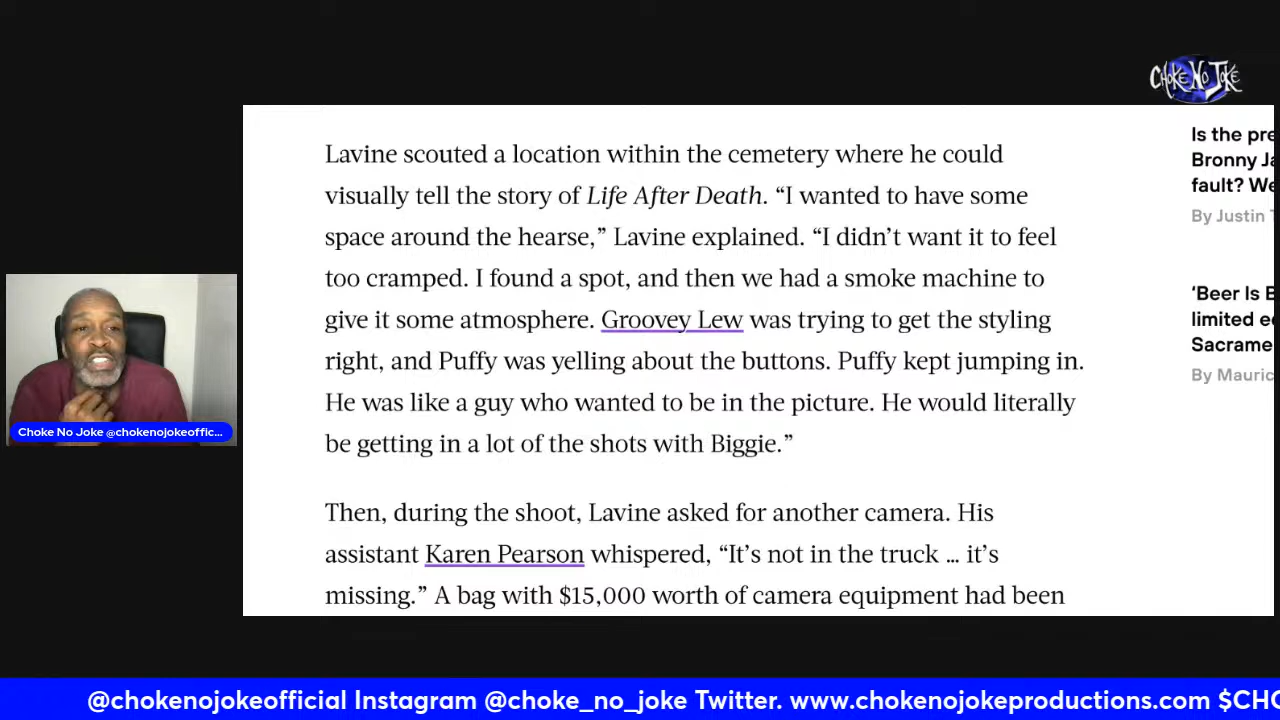 CHOKE NO JOKE
Lavine scouted a location within the cemetery where he could
visually tell the story of Life After Death. “I wanted to have some
space around the hearse,” Lavine explained. “I didn’t want it to feel
too cramped. I found a spot, and then we had a smoke machine to
give it some atmosphere. Groovey Lew was trying to get the styling
right, and Puffy was yelling about the buttons. Puffy kept jumping in.
He was like a guy who wanted to be in the picture. He would literally
be getting in a lot of the shots with Biggie.”
Then, during the shoot, Lavine asked for another camera. His
assistant Karen Pearson whispered, “It’s not in the truck ... it’s
missing.” A bag with $15,000 worth of camera equipment had been
Is the pre
Bronny Ja
fault? We
By Justin T
‘Beer Is B
limited e
Sacrame
By Mauric
Choke No Joke @chokenojokeoffic...
@chokenojokeofficial Instagram @choke_no_joke Twitter. www.chokenojokeproductions.com $CHO